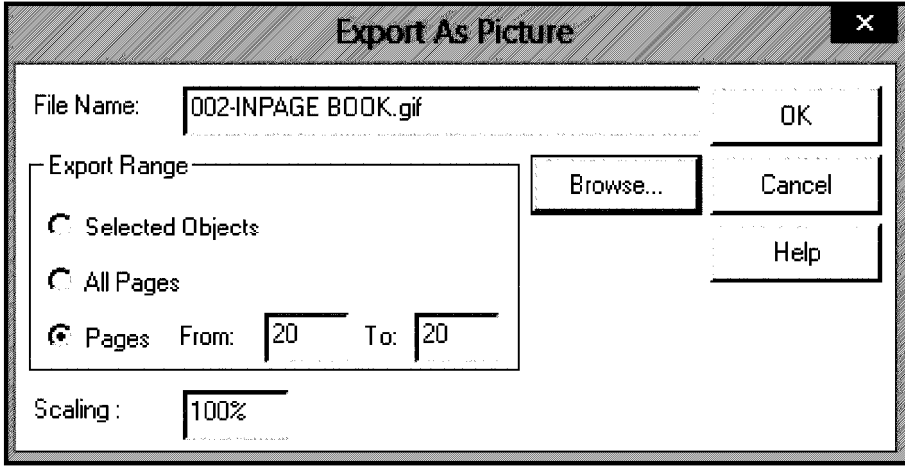 Export As Picture
x
File Name: 002-INPAGE BOOK.gif OK
Export Range
Browse... Cancel
Selected Objects
Help
All Pages
Pages From: 20 To: 20
Scaling : 100%